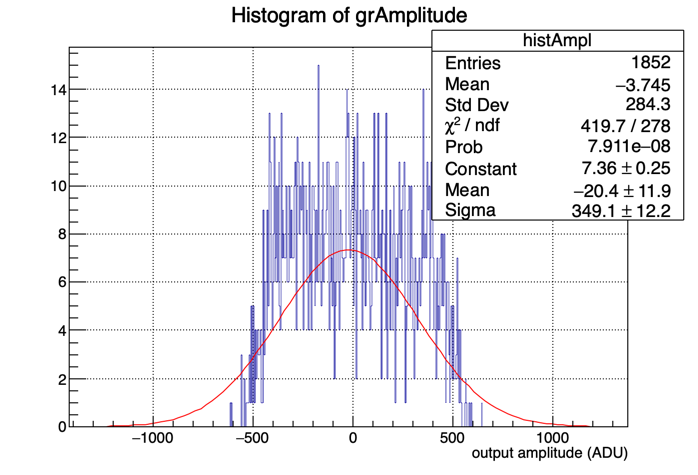 Histogram of grAmplitude
histAmpl
Entries 1852
Mean −3.745
Std Dev 284.3
χ² / ndf 419.7 / 278
Prob 7.911e−08
Constant 7.36 ± 0.25
Mean −20.4 ± 11.9
Sigma 349.1 ± 12.2
14
12
10
8
6
4
2
0
−1000 −500 0 500 1000
output amplitude (ADU)